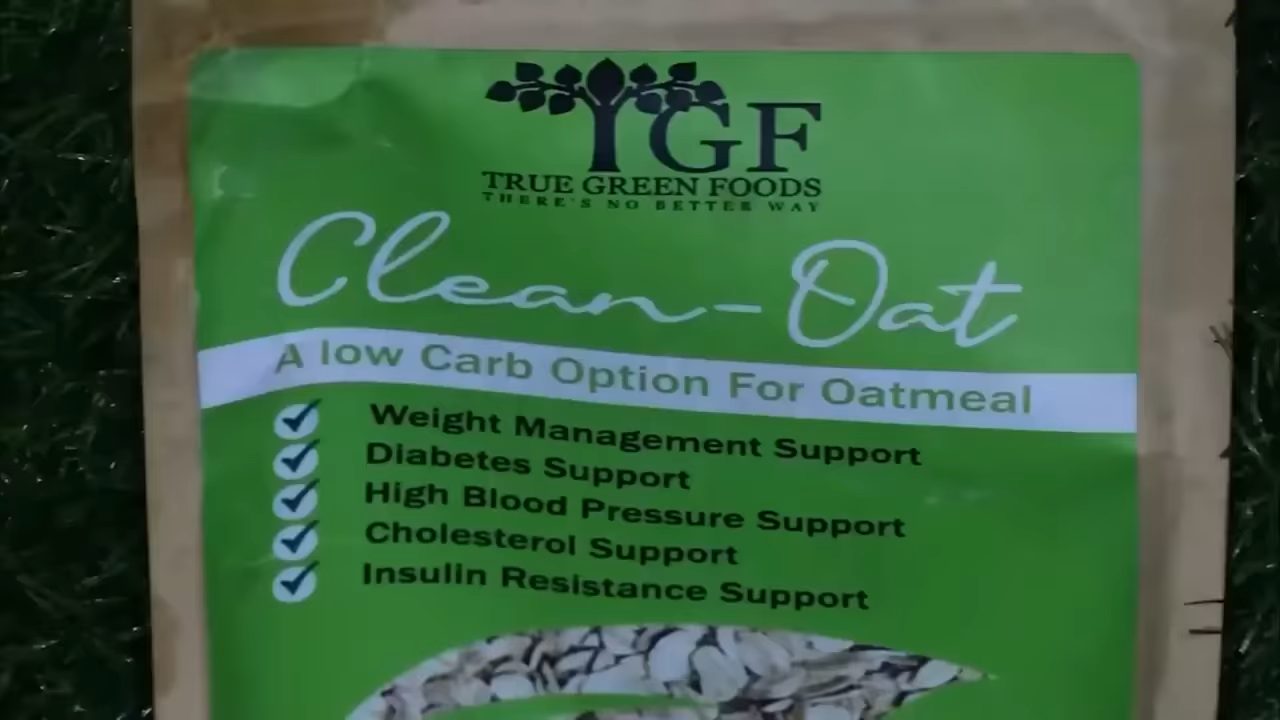 TGF
TRUE GREEN FOODS
THERE'S NO BETTER WAY
Clean-Oat
A low Carb Option For Oatmeal
Weight Management Support
Diabetes Support
High Blood Pressure Support
Cholesterol Support
Insulin Resistance Support